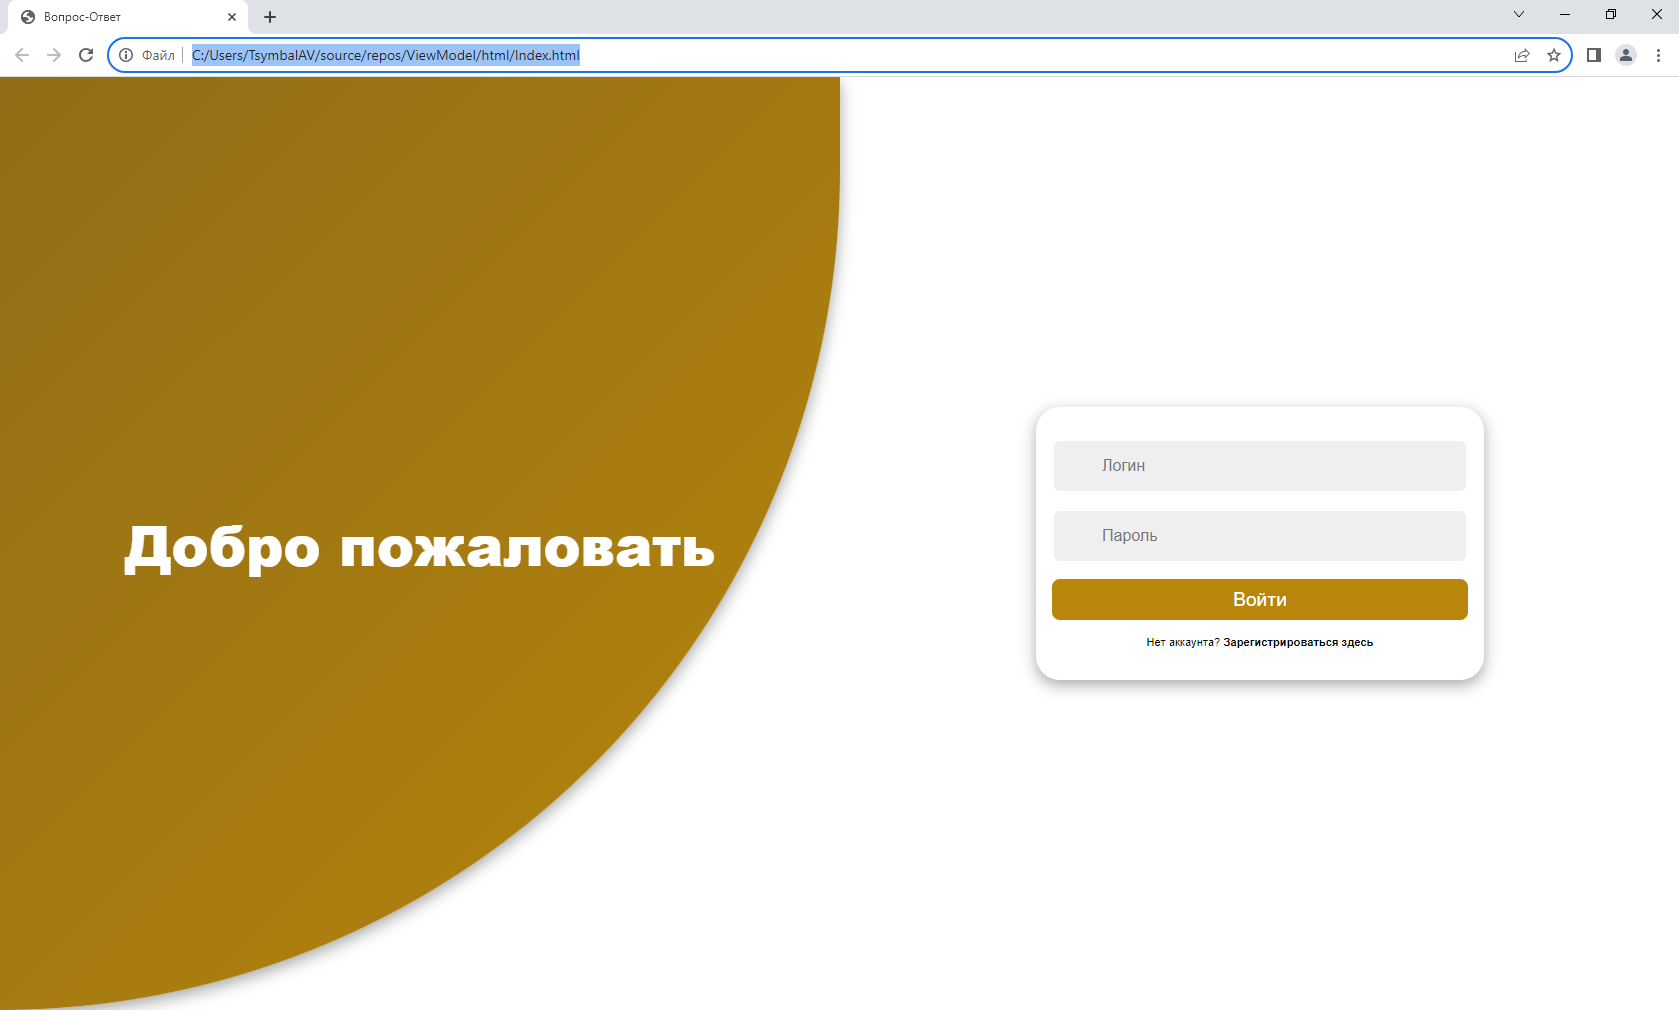 Вопрос-Ответ
Файл
C:/Users/TsymbalAV/source/repos/ViewModel/html/Index.html
Добро пожаловать
Логин
Пароль
Войти
Нет аккаунта? Зарегистрироваться здесь